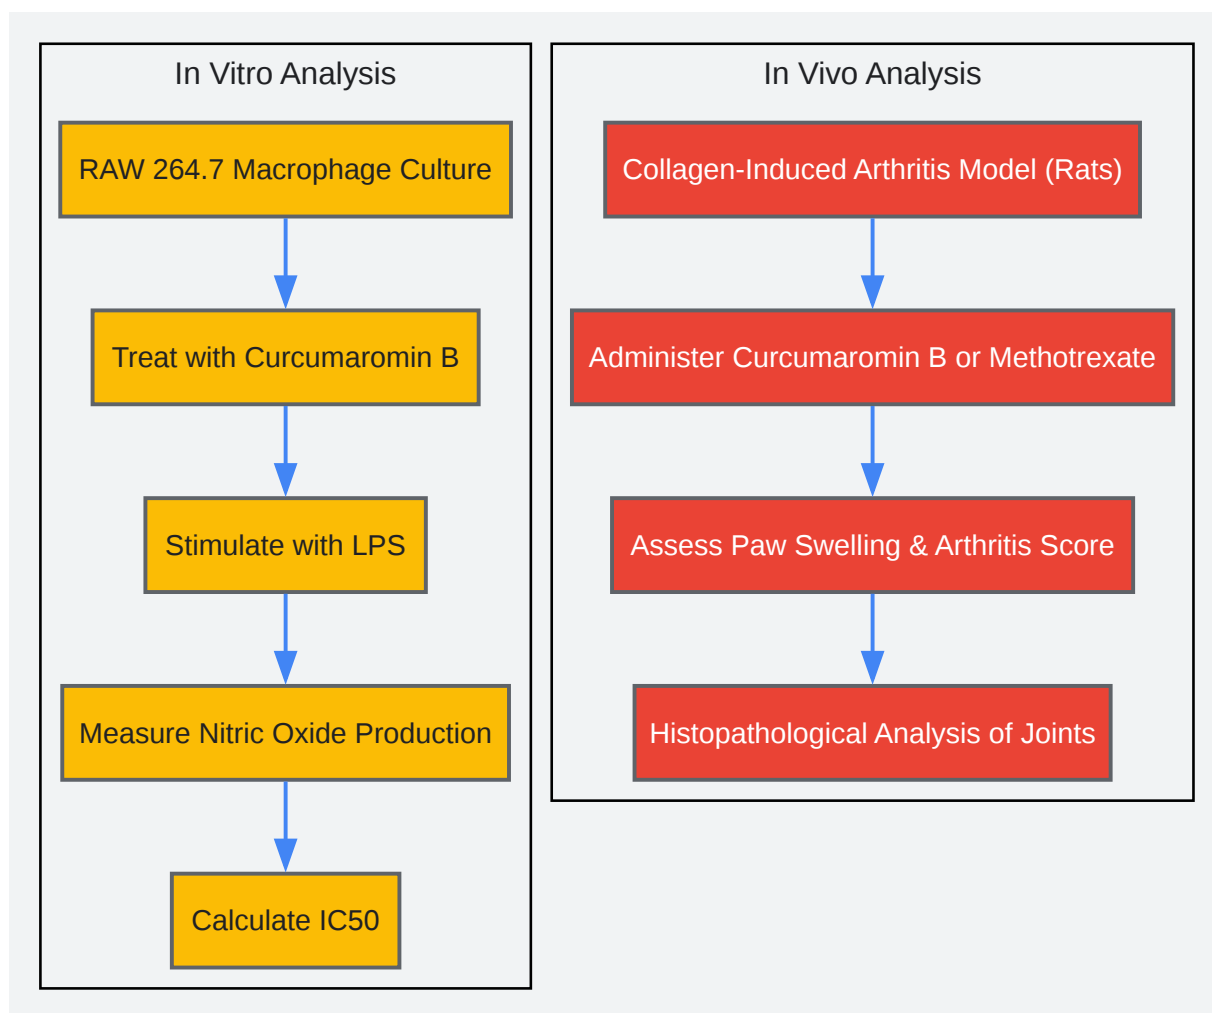 In Vitro Analysis
RAW 264.7 Macrophage Culture
Treat with Curcumaromin B
Stimulate with LPS
Measure Nitric Oxide Production
Calculate IC50
In Vivo Analysis
Collagen-Induced Arthritis Model (Rats)
Administer Curcumaromin B or Methotrexate
Assess Paw Swelling & Arthritis Score
Histopathological Analysis of Joints